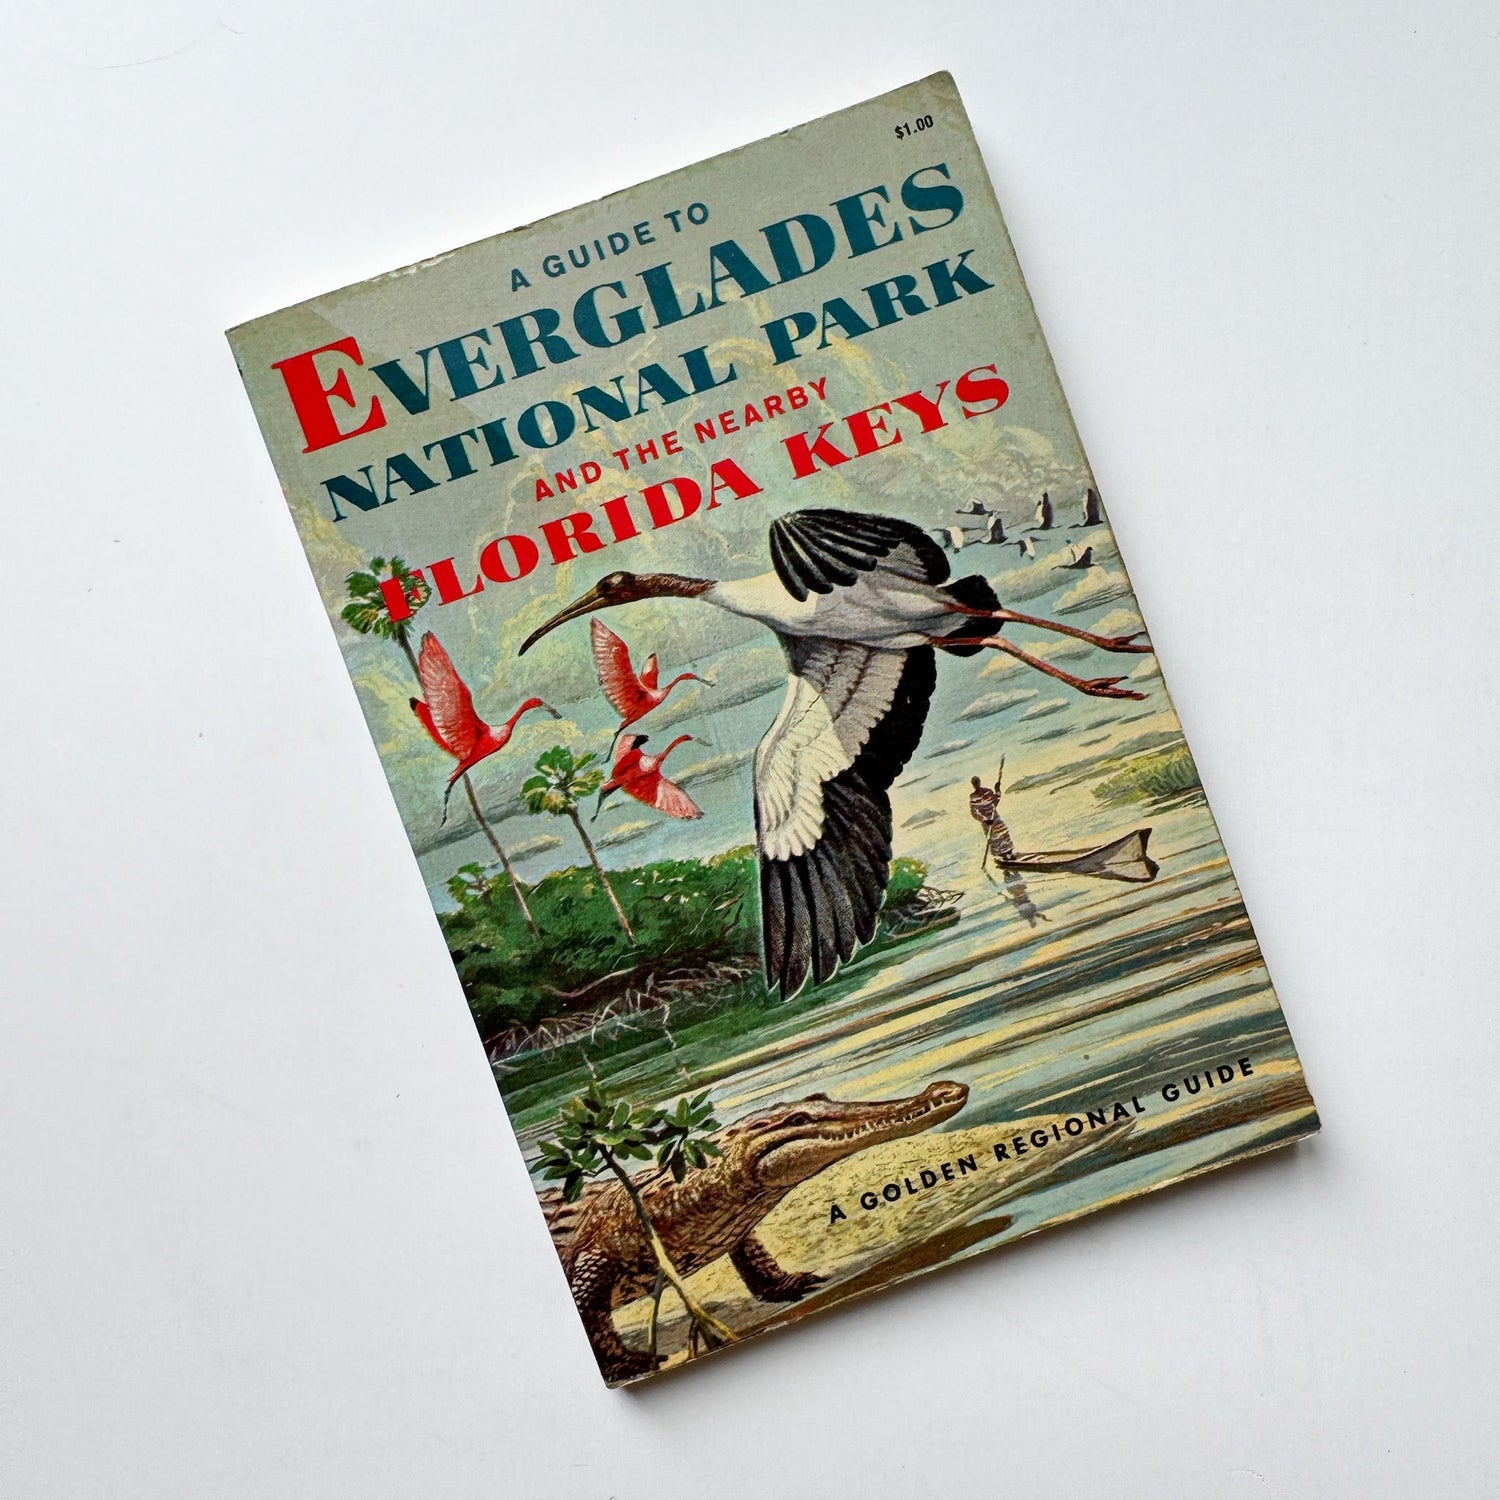 $1.00
A GUIDE TO
EVERGLADES
NATIONAL PARK
AND THE NEARBY
FLORIDA KEYS
A GOLDEN REGIONAL GUIDE